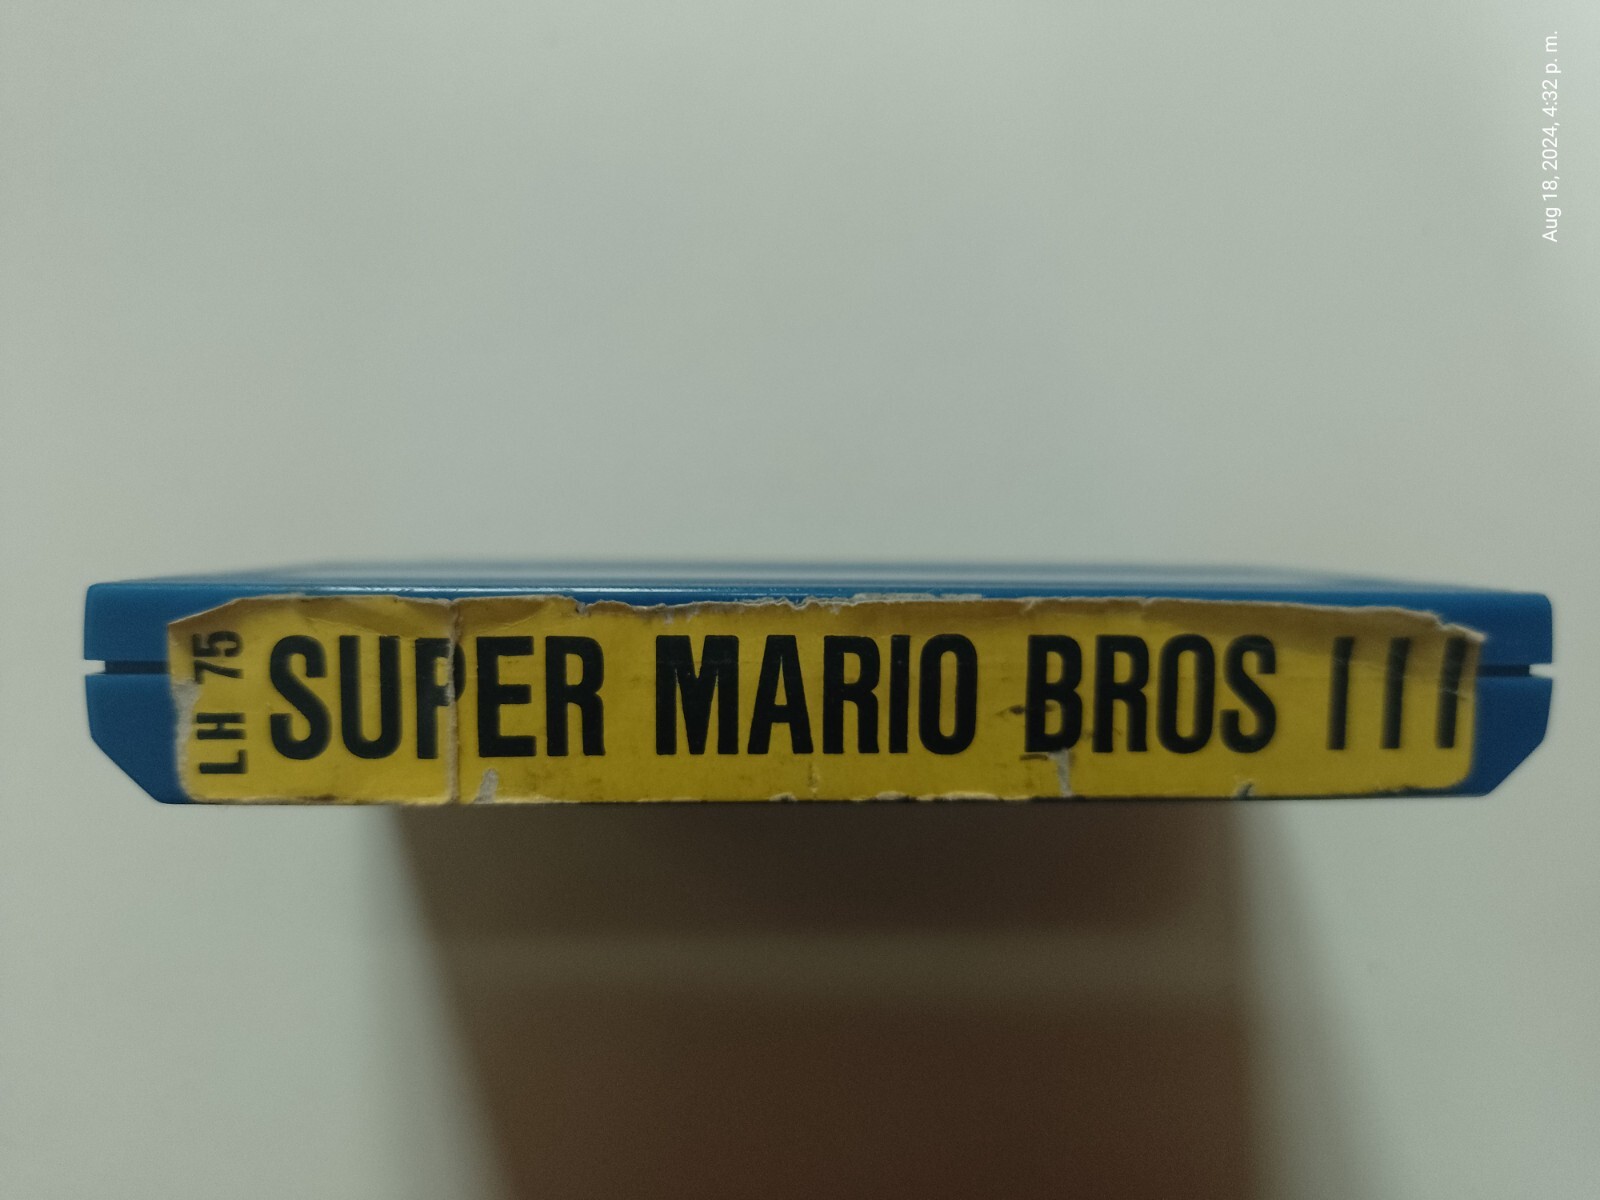 Aug 18, 2024, 4:32 p. m.
LH 75
SUPER MARIO BROS III